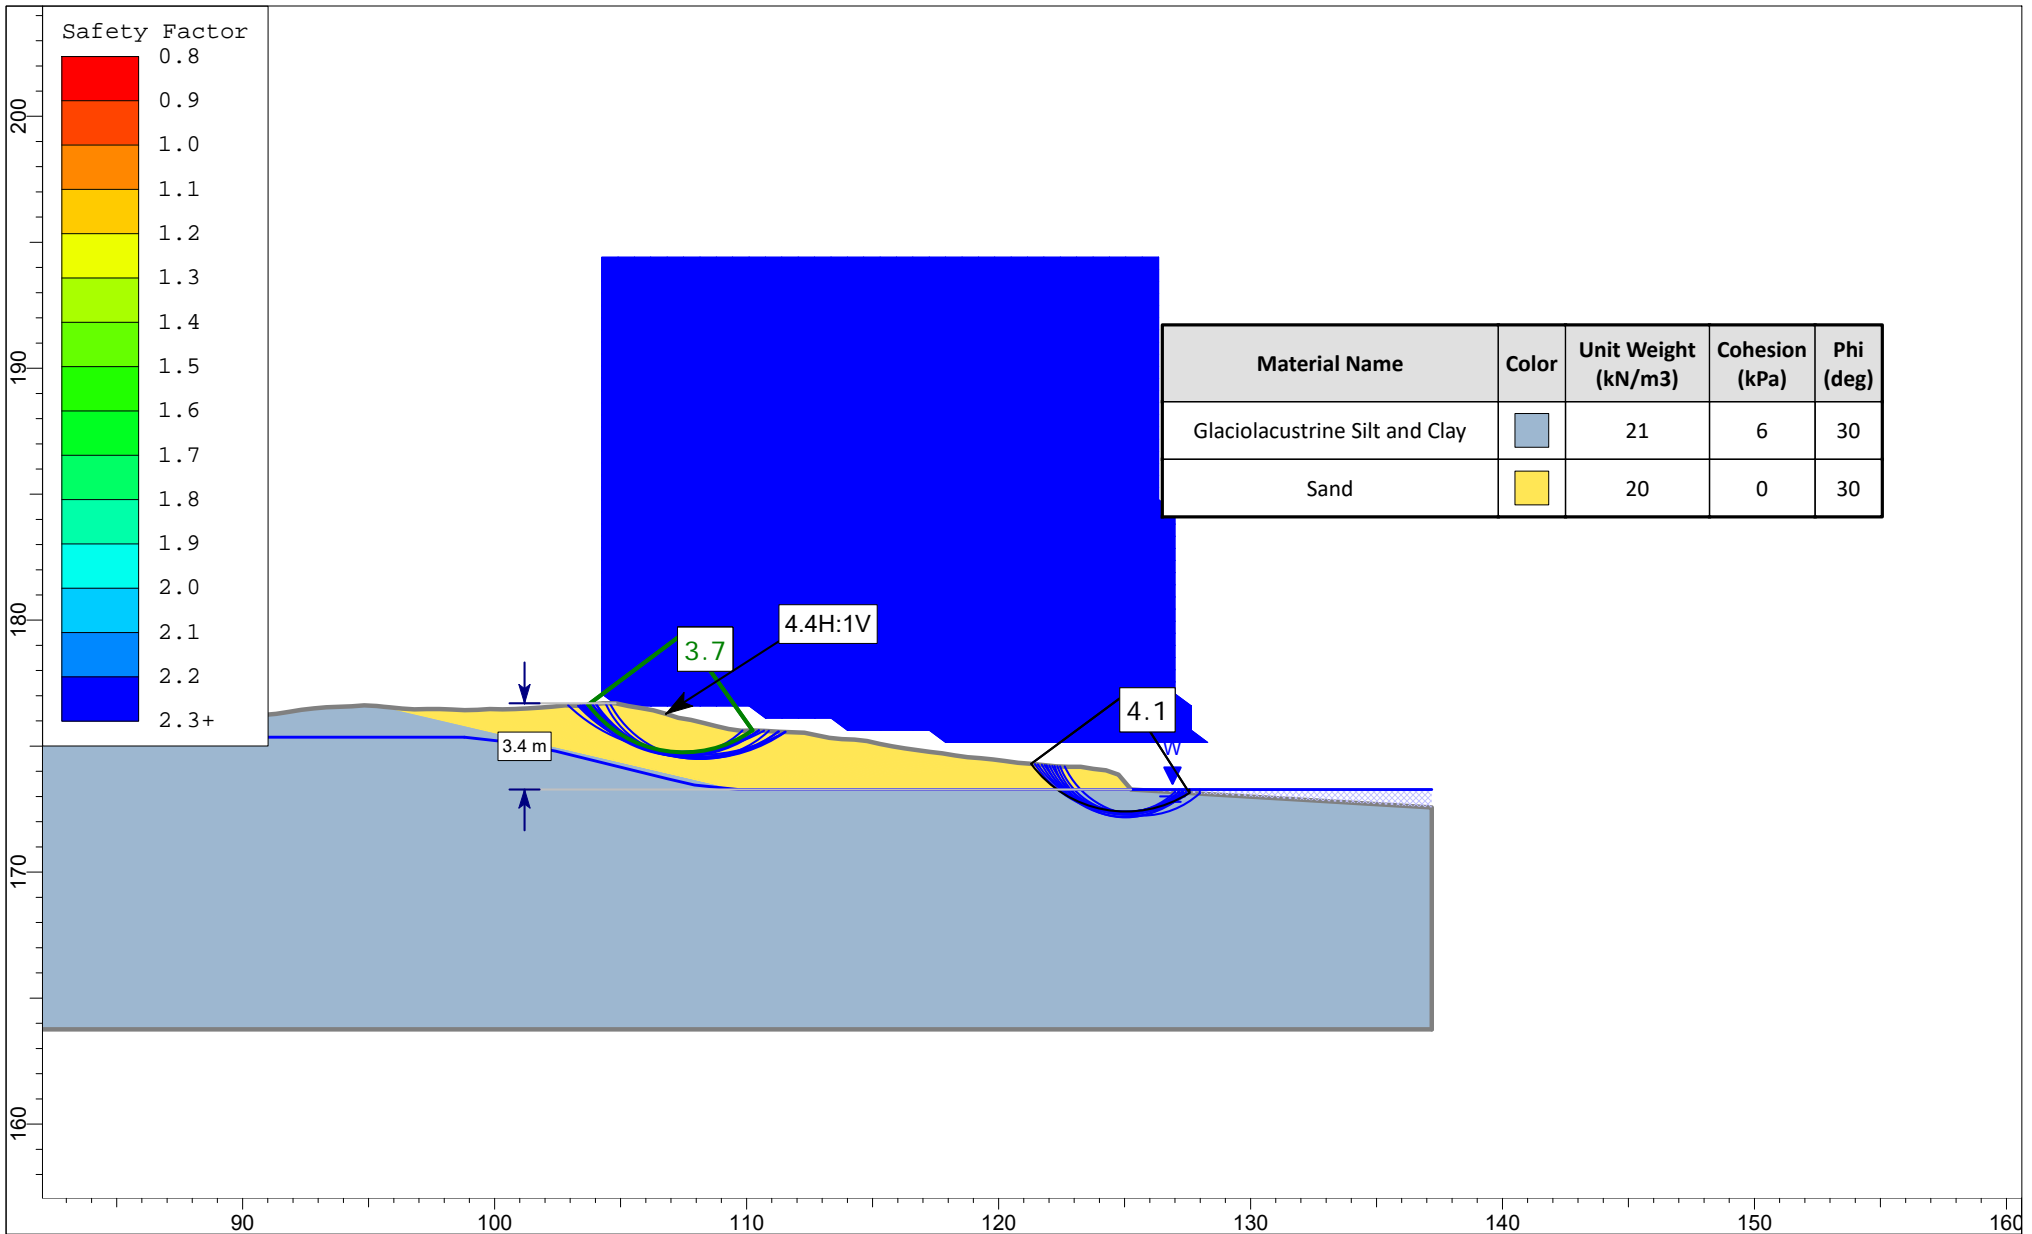 Safety Factor
0.8
0.9
1.0
1.1
1.2
1.3
1.4
1.5
1.6
1.7
1.8
1.9
2.0
2.1
2.2
2.3+
200
190
180
170
160
Material Name Color Unit Weight (kN/m3) Cohesion (kPa) Phi (deg)
Glaciolacustrine Silt and Clay 21 6 30
Sand 20 0 30
4.4H:1V
3.7
4.1
W
3.4 m
90 100 110 120 130 140 150 160